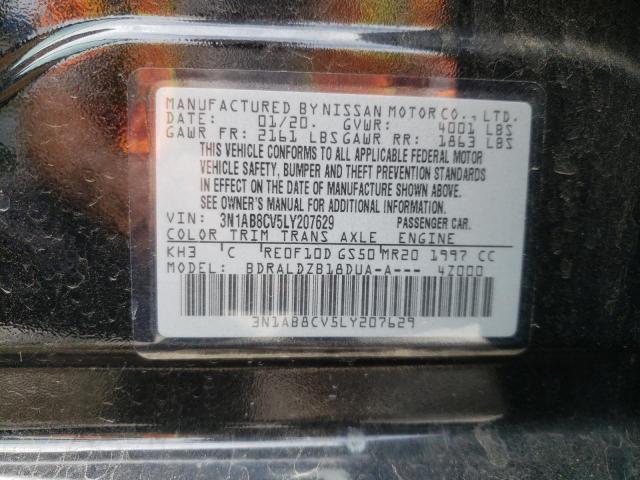 MANUFACTURED BY NISSAN MOTOR CO., LTD.
DATE: 01/20. GVWR: 4001 LBS
GAWR FR: 2161 LBS GAWR RR: 1863 LBS
THIS VEHICLE CONFORMS TO ALL APPLICABLE FEDERAL MOTOR
VEHICLE SAFETY, BUMPER AND THEFT PREVENTION STANDARDS
IN EFFECT ON THE DATE OF MANUFACTURE SHOWN ABOVE.
SEE OWNER'S MANUAL FOR ADDITIONAL INFORMATION.
VIN: 3N1AB8CV5LY207629 PASSENGER CAR.
COLOR TRIM TRANS AXLE ENGINE
KH3 C RE0F10D GS50 MR20 1997 CC
MODEL: BDRALDZB18DUA-A--- 4Z000
3N1AB8CV5LY207629